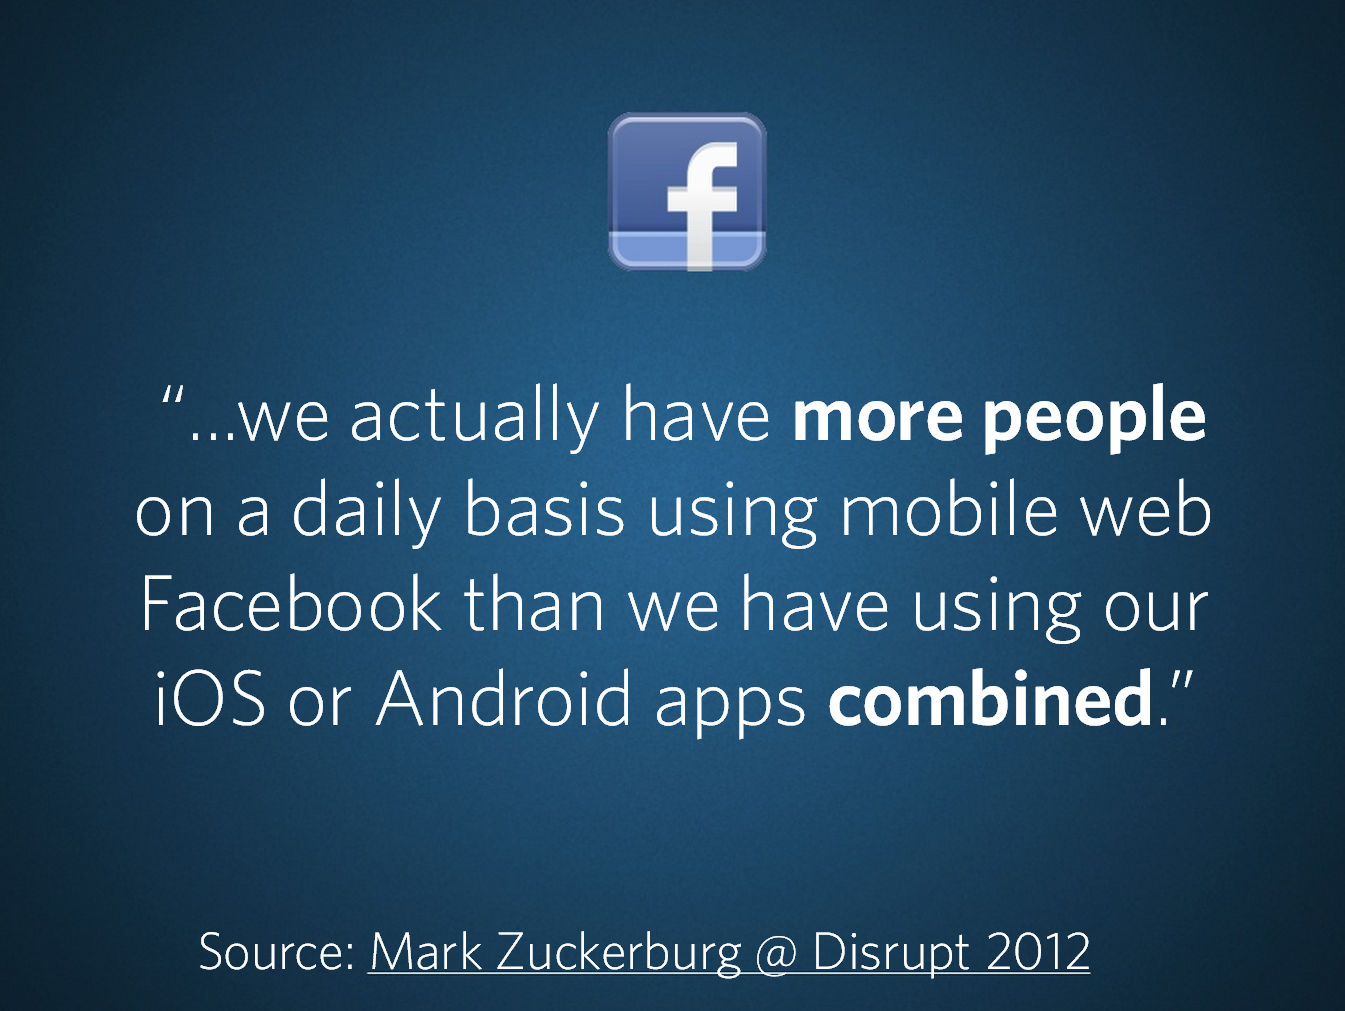 “...we actually have more people
on a daily basis using mobile web
Facebook than we have using our
iOS or Android apps combined.”
Source: Mark Zuckerburg @ Disrupt 2012